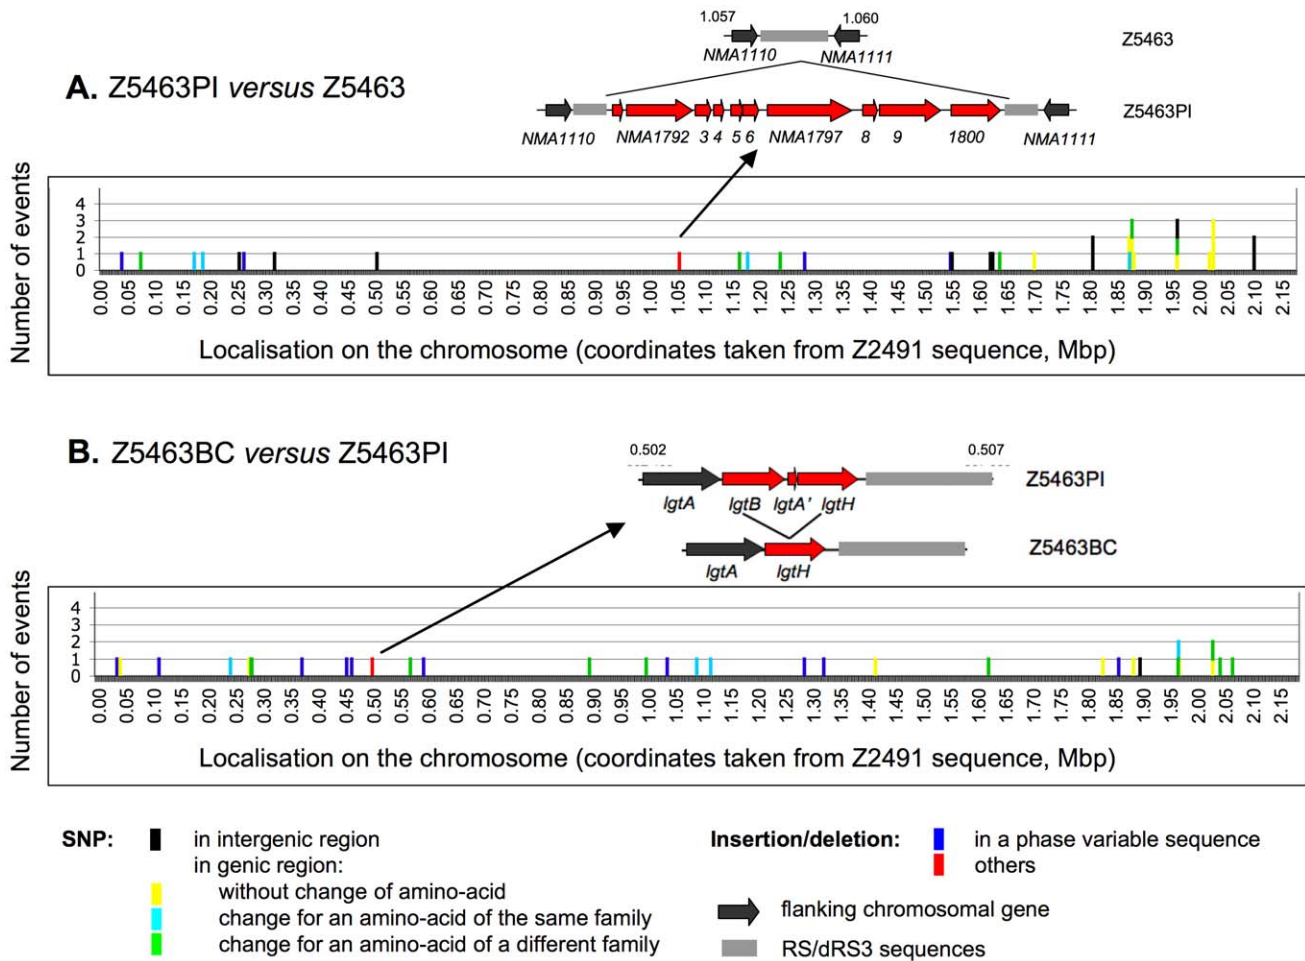 1.057 1.060
Z5463
NMA1110 NMA1111
A. Z5463PI versus Z5463
Z5463PI
NMA1110 NMA1792 3 4 5 6 NMA1797 8 9 1800 NMA1111
Number of events
4
3
2
1
0
0.00 0.05 0.10 0.15 0.20 0.25 0.30 0.35 0.40 0.45 0.50 0.55 0.60 0.65 0.70 0.75 0.80 0.85 0.90 0.95 1.00 1.05 1.10 1.15 1.20 1.25 1.30 1.35 1.40 1.45 1.50 1.55 1.60 1.65 1.70 1.75 1.80 1.85 1.90 1.95 2.00 2.05 2.10 2.15
Localisation on the chromosome (coordinates taken from Z2491 sequence, Mbp)
B. Z5463BC versus Z5463PI
0.502 0.507
Z5463PI
lgtA lgtB lgtA' lgtH
Z5463BC
lgtA lgtH
Number of events
4
3
2
1
0
0.00 0.05 0.10 0.15 0.20 0.25 0.30 0.35 0.40 0.45 0.50 0.55 0.60 0.65 0.70 0.75 0.80 0.85 0.90 0.95 1.00 1.05 1.10 1.15 1.20 1.25 1.30 1.35 1.40 1.45 1.50 1.55 1.60 1.65 1.70 1.75 1.80 1.85 1.90 1.95 2.00 2.05 2.10 2.15
Localisation on the chromosome (coordinates taken from Z2491 sequence, Mbp)
SNP: in intergenic region
in genic region:
without change of amino-acid
change for an amino-acid of the same family
change for an amino-acid of a different family
Insertion/deletion: in a phase variable sequence
others
flanking chromosomal gene
RS/dRS3 sequences